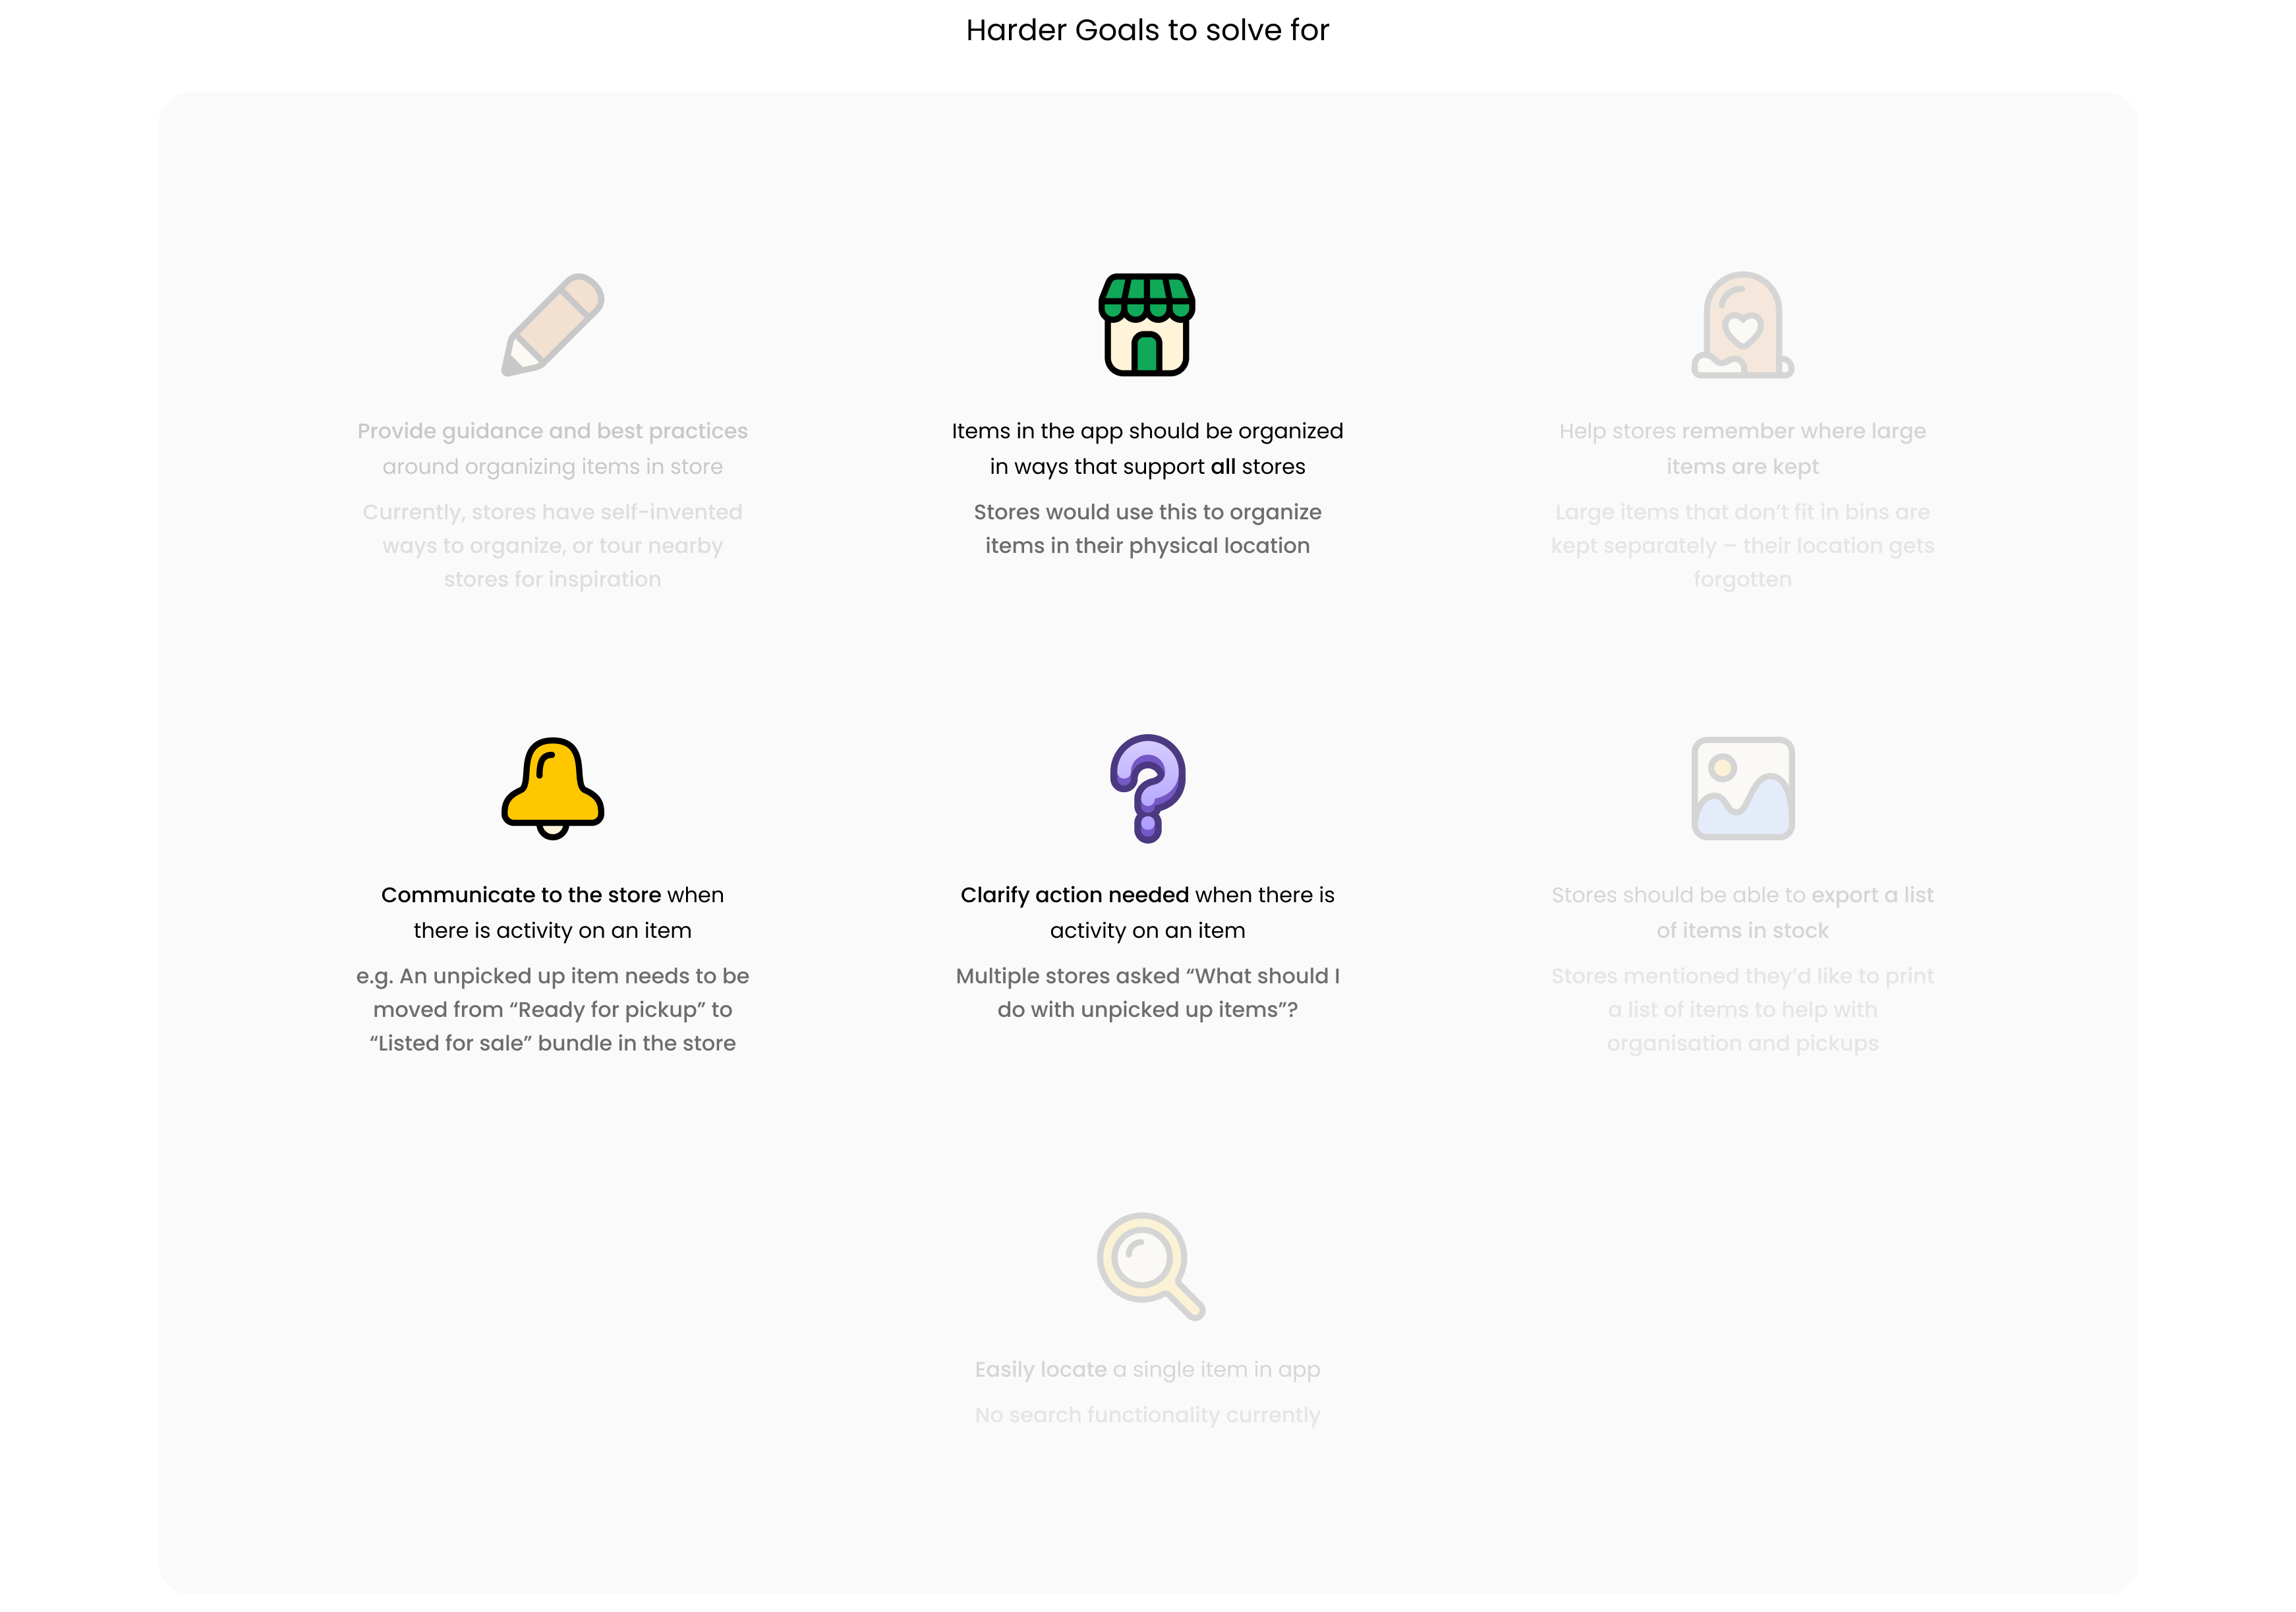 Harder Goals to solve for
Provide guidance and best practices
around organizing items in store
Currently, stores have self-invented
ways to organize, or tour nearby
stores for inspiration
Items in the app should be organized
in ways that support all stores
Stores would use this to organize
items in their physical location
Help stores remember where large
items are kept
Large items that don’t fit in bins are
kept separately – their location gets
forgotten
Communicate to the store when
there is activity on an item
e.g. An unpicked up item needs to be
moved from “Ready for pickup” to
“Listed for sale” bundle in the store
Clarify action needed when there is
activity on an item
Multiple stores asked “What should I
do with unpicked up items”?
Stores should be able to export a list
of items in stock
Stores mentioned they’d like to print
a list of items to help with
organisation and pickups
Easily locate a single item in app
No search functionality currently